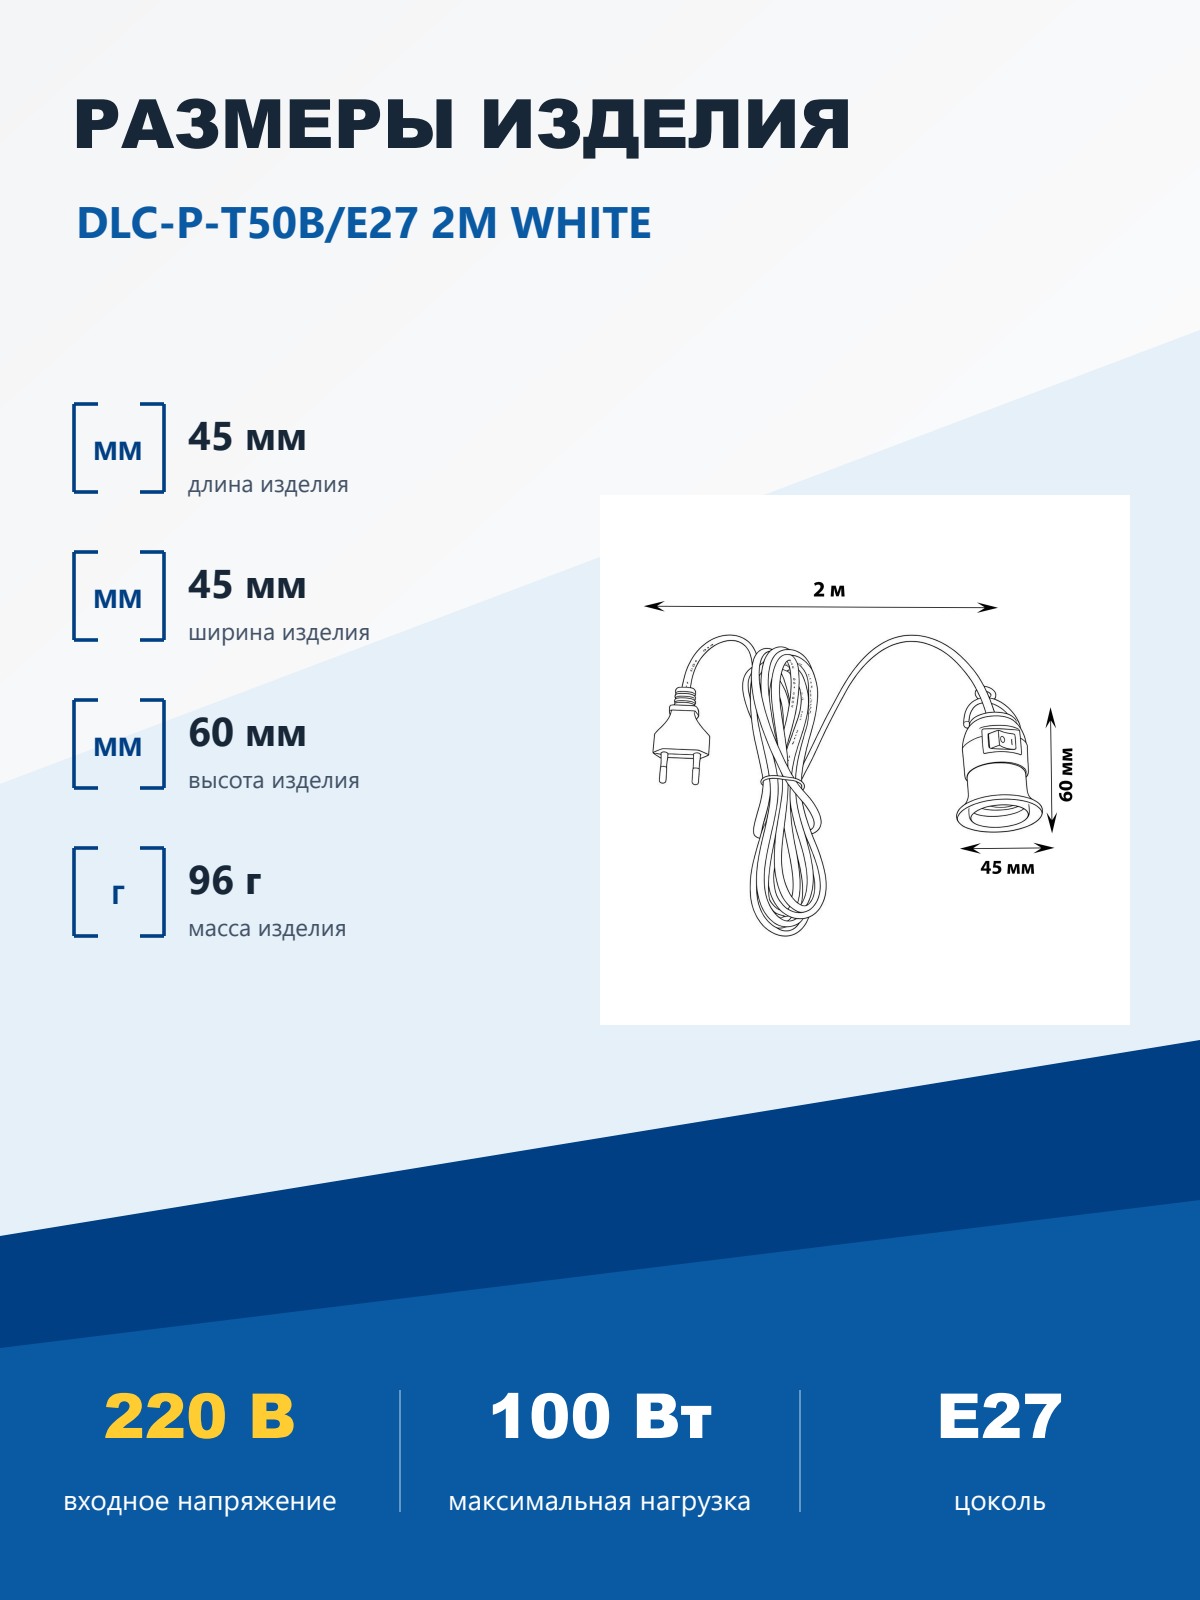 РАЗМЕРЫ ИЗДЕЛИЯ
DLC-P-T50B/E27 2M WHITE
мм
45 мм
длина изделия
мм
45 мм
ширина изделия
мм
60 мм
высота изделия
г
96 г
масса изделия
2 м
60 мм
45 мм
220 В
входное напряжение
100 Вт
максимальная нагрузка
E27
цоколь